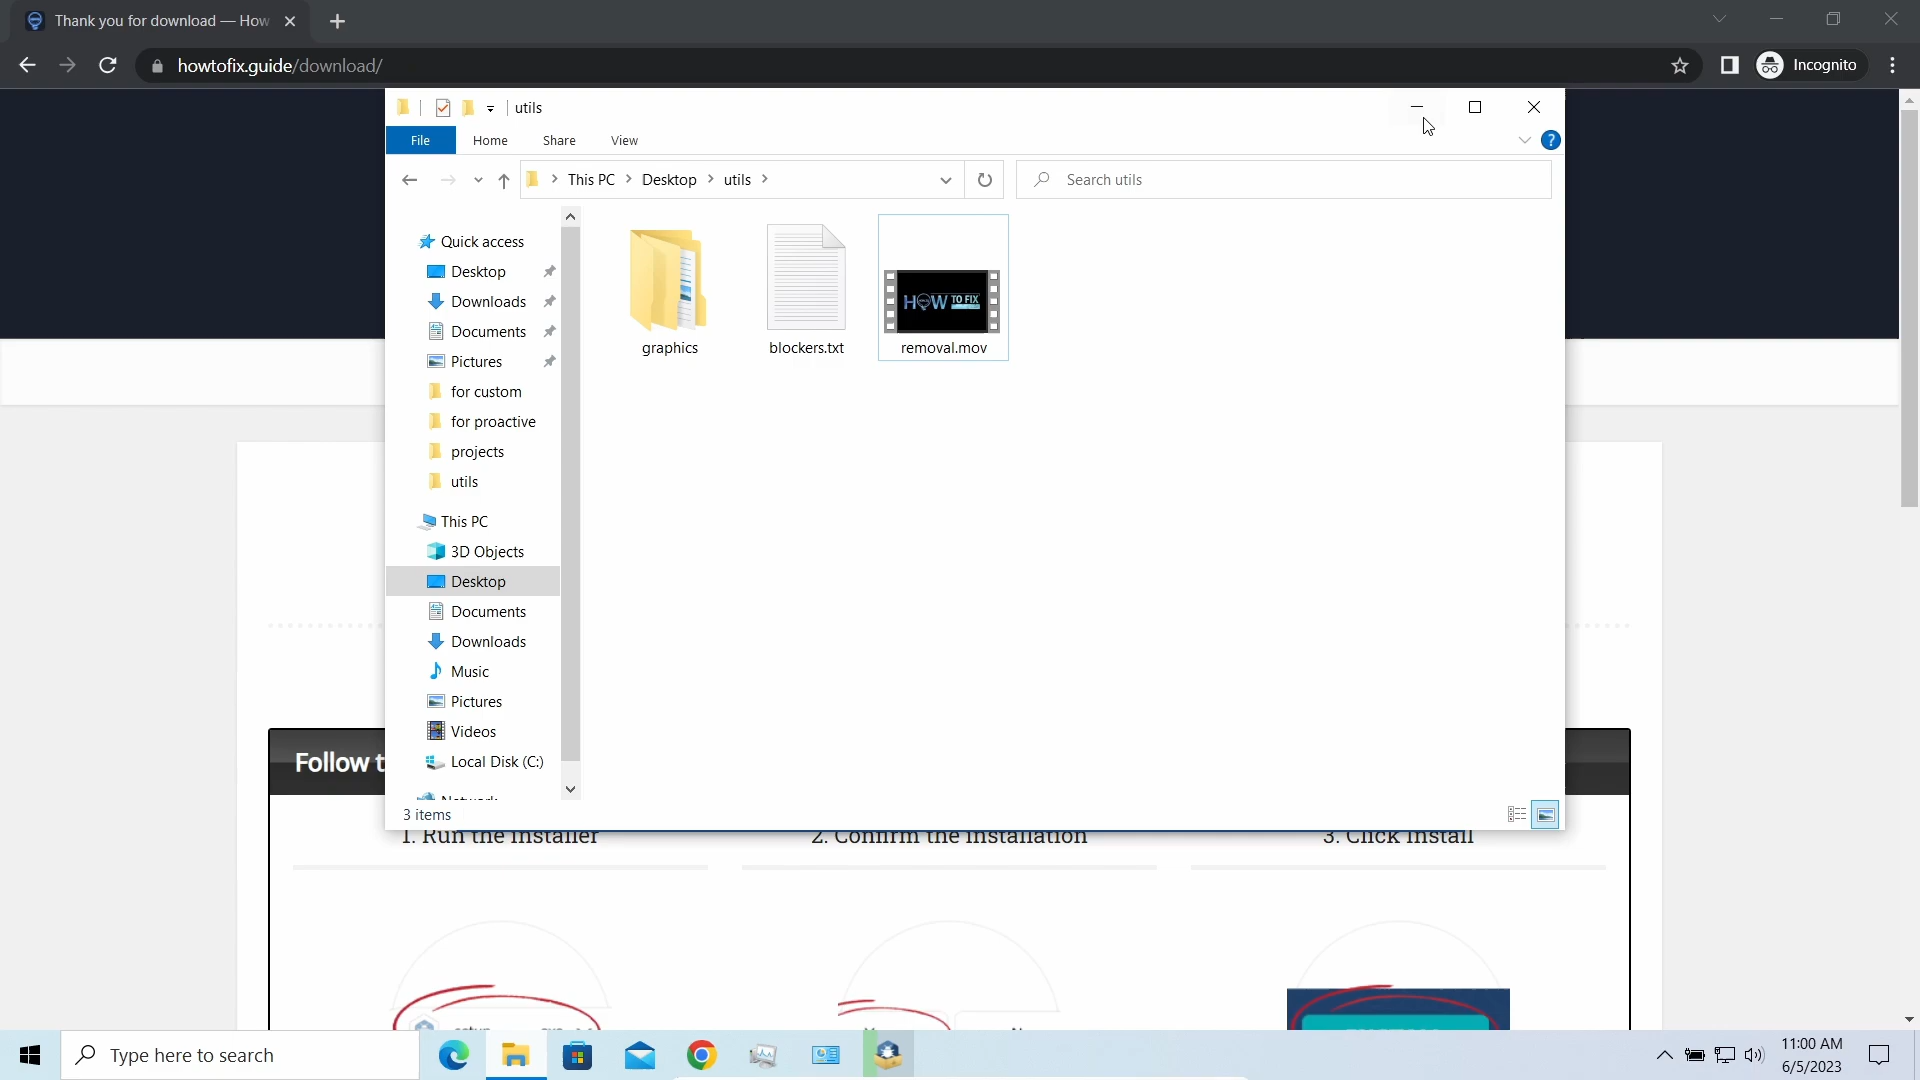 Thank you for download — How
howtofix.guide/download/
Incognito
utils
File
Home
Share
View
This PC
Desktop
utils
Search utils
Quick access
Desktop
Downloads
Documents
Pictures
for custom
for proactive
projects
utils
This PC
3D Objects
Desktop
Documents
Downloads
Music
Pictures
Videos
Local Disk (C:)
Network
HOW TO FIX
graphics
blockers.txt
removal.mov
3 items
Follow t
1. Run the installer
2. Confirm the installation
3. Click Install
Type here to search
11:00 AM
6/5/2023